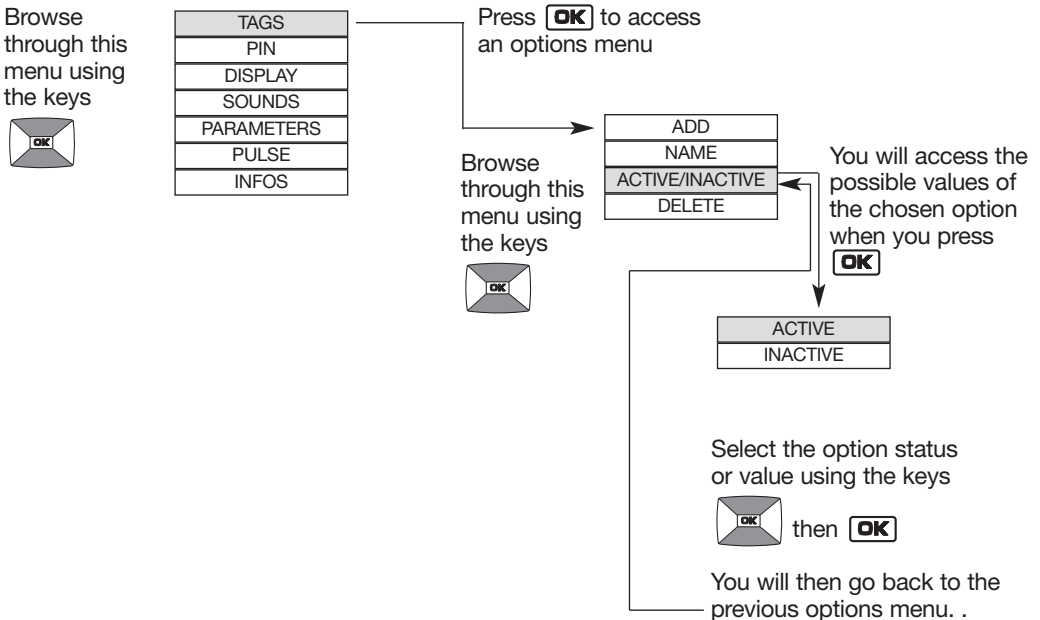 Browse
through this
menu using
the keys
OK
TAGS
PIN
DISPLAY
SOUNDS
PARAMETERS
PULSE
INFOS
Press OK to access
an options menu
Browse
through this
menu using
the keys
OK
ADD
NAME
ACTIVE/INACTIVE
DELETE
You will access the
possible values of
the chosen option
when you press
OK
ACTIVE
INACTIVE
Select the option status
or value using the keys
OK then OK
You will then go back to the
previous options menu. .